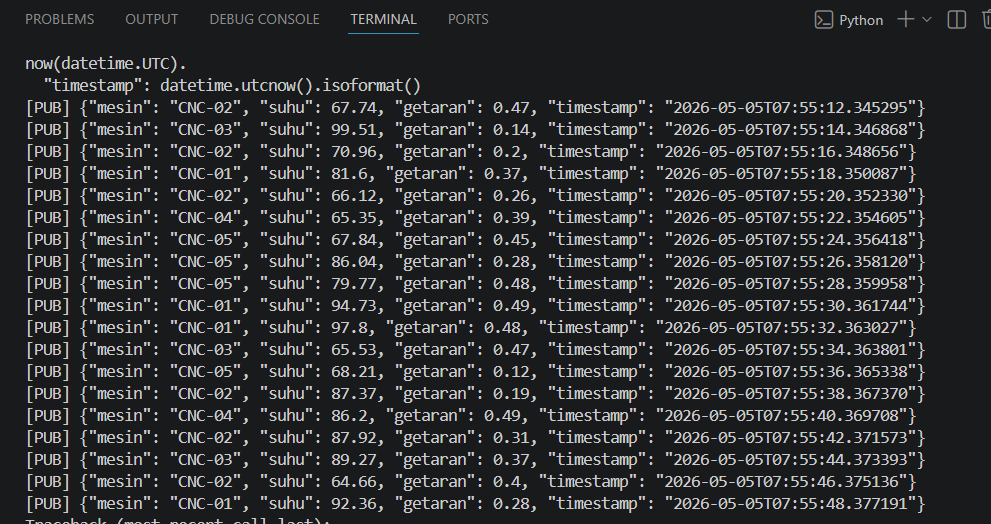 PROBLEMS OUTPUT DEBUG CONSOLE TERMINAL PORTS Python
now(datetime.UTC).
  "timestamp": datetime.utcnow().isoformat()
[PUB] {"mesin": "CNC-02", "suhu": 67.74, "getaran": 0.47, "timestamp": "2026-05-05T07:55:12.345295"}
[PUB] {"mesin": "CNC-03", "suhu": 99.51, "getaran": 0.14, "timestamp": "2026-05-05T07:55:14.346868"}
[PUB] {"mesin": "CNC-02", "suhu": 70.96, "getaran": 0.2, "timestamp": "2026-05-05T07:55:16.348656"}
[PUB] {"mesin": "CNC-01", "suhu": 81.6, "getaran": 0.37, "timestamp": "2026-05-05T07:55:18.350087"}
[PUB] {"mesin": "CNC-02", "suhu": 66.12, "getaran": 0.26, "timestamp": "2026-05-05T07:55:20.352330"}
[PUB] {"mesin": "CNC-04", "suhu": 65.35, "getaran": 0.39, "timestamp": "2026-05-05T07:55:22.354605"}
[PUB] {"mesin": "CNC-05", "suhu": 67.84, "getaran": 0.45, "timestamp": "2026-05-05T07:55:24.356418"}
[PUB] {"mesin": "CNC-05", "suhu": 86.04, "getaran": 0.28, "timestamp": "2026-05-05T07:55:26.358120"}
[PUB] {"mesin": "CNC-05", "suhu": 79.77, "getaran": 0.48, "timestamp": "2026-05-05T07:55:28.359958"}
[PUB] {"mesin": "CNC-01", "suhu": 94.73, "getaran": 0.49, "timestamp": "2026-05-05T07:55:30.361744"}
[PUB] {"mesin": "CNC-01", "suhu": 97.8, "getaran": 0.48, "timestamp": "2026-05-05T07:55:32.363027"}
[PUB] {"mesin": "CNC-03", "suhu": 65.53, "getaran": 0.47, "timestamp": "2026-05-05T07:55:34.363801"}
[PUB] {"mesin": "CNC-05", "suhu": 68.21, "getaran": 0.12, "timestamp": "2026-05-05T07:55:36.365338"}
[PUB] {"mesin": "CNC-02", "suhu": 87.37, "getaran": 0.19, "timestamp": "2026-05-05T07:55:38.367370"}
[PUB] {"mesin": "CNC-04", "suhu": 86.2, "getaran": 0.49, "timestamp": "2026-05-05T07:55:40.369708"}
[PUB] {"mesin": "CNC-02", "suhu": 87.92, "getaran": 0.31, "timestamp": "2026-05-05T07:55:42.371573"}
[PUB] {"mesin": "CNC-03", "suhu": 89.27, "getaran": 0.37, "timestamp": "2026-05-05T07:55:44.373393"}
[PUB] {"mesin": "CNC-02", "suhu": 64.66, "getaran": 0.4, "timestamp": "2026-05-05T07:55:46.375136"}
[PUB] {"mesin": "CNC-01", "suhu": 92.36, "getaran": 0.28, "timestamp": "2026-05-05T07:55:48.377191"}
Traceback (most recent call last):